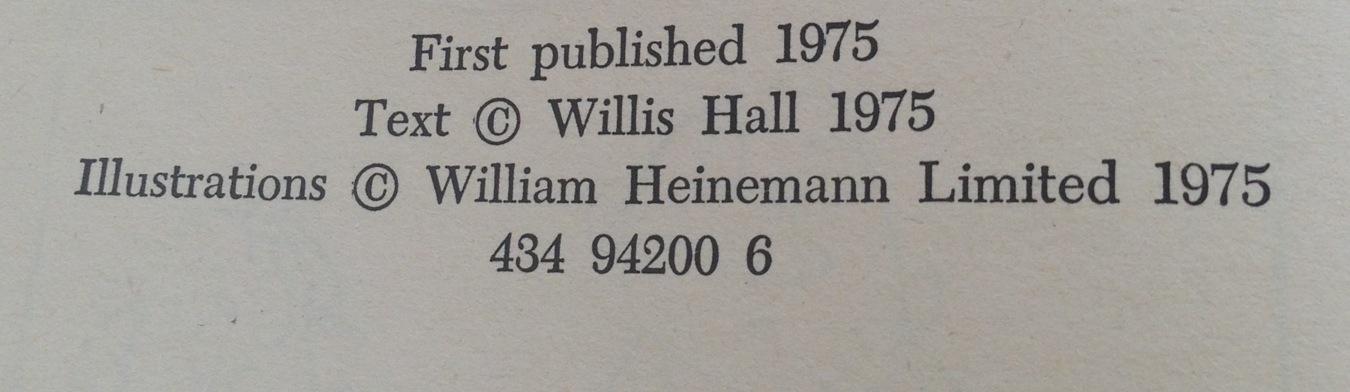 First published 1975
Text © Willis Hall 1975
Illustrations © William Heinemann Limited 1975
434 94200 6